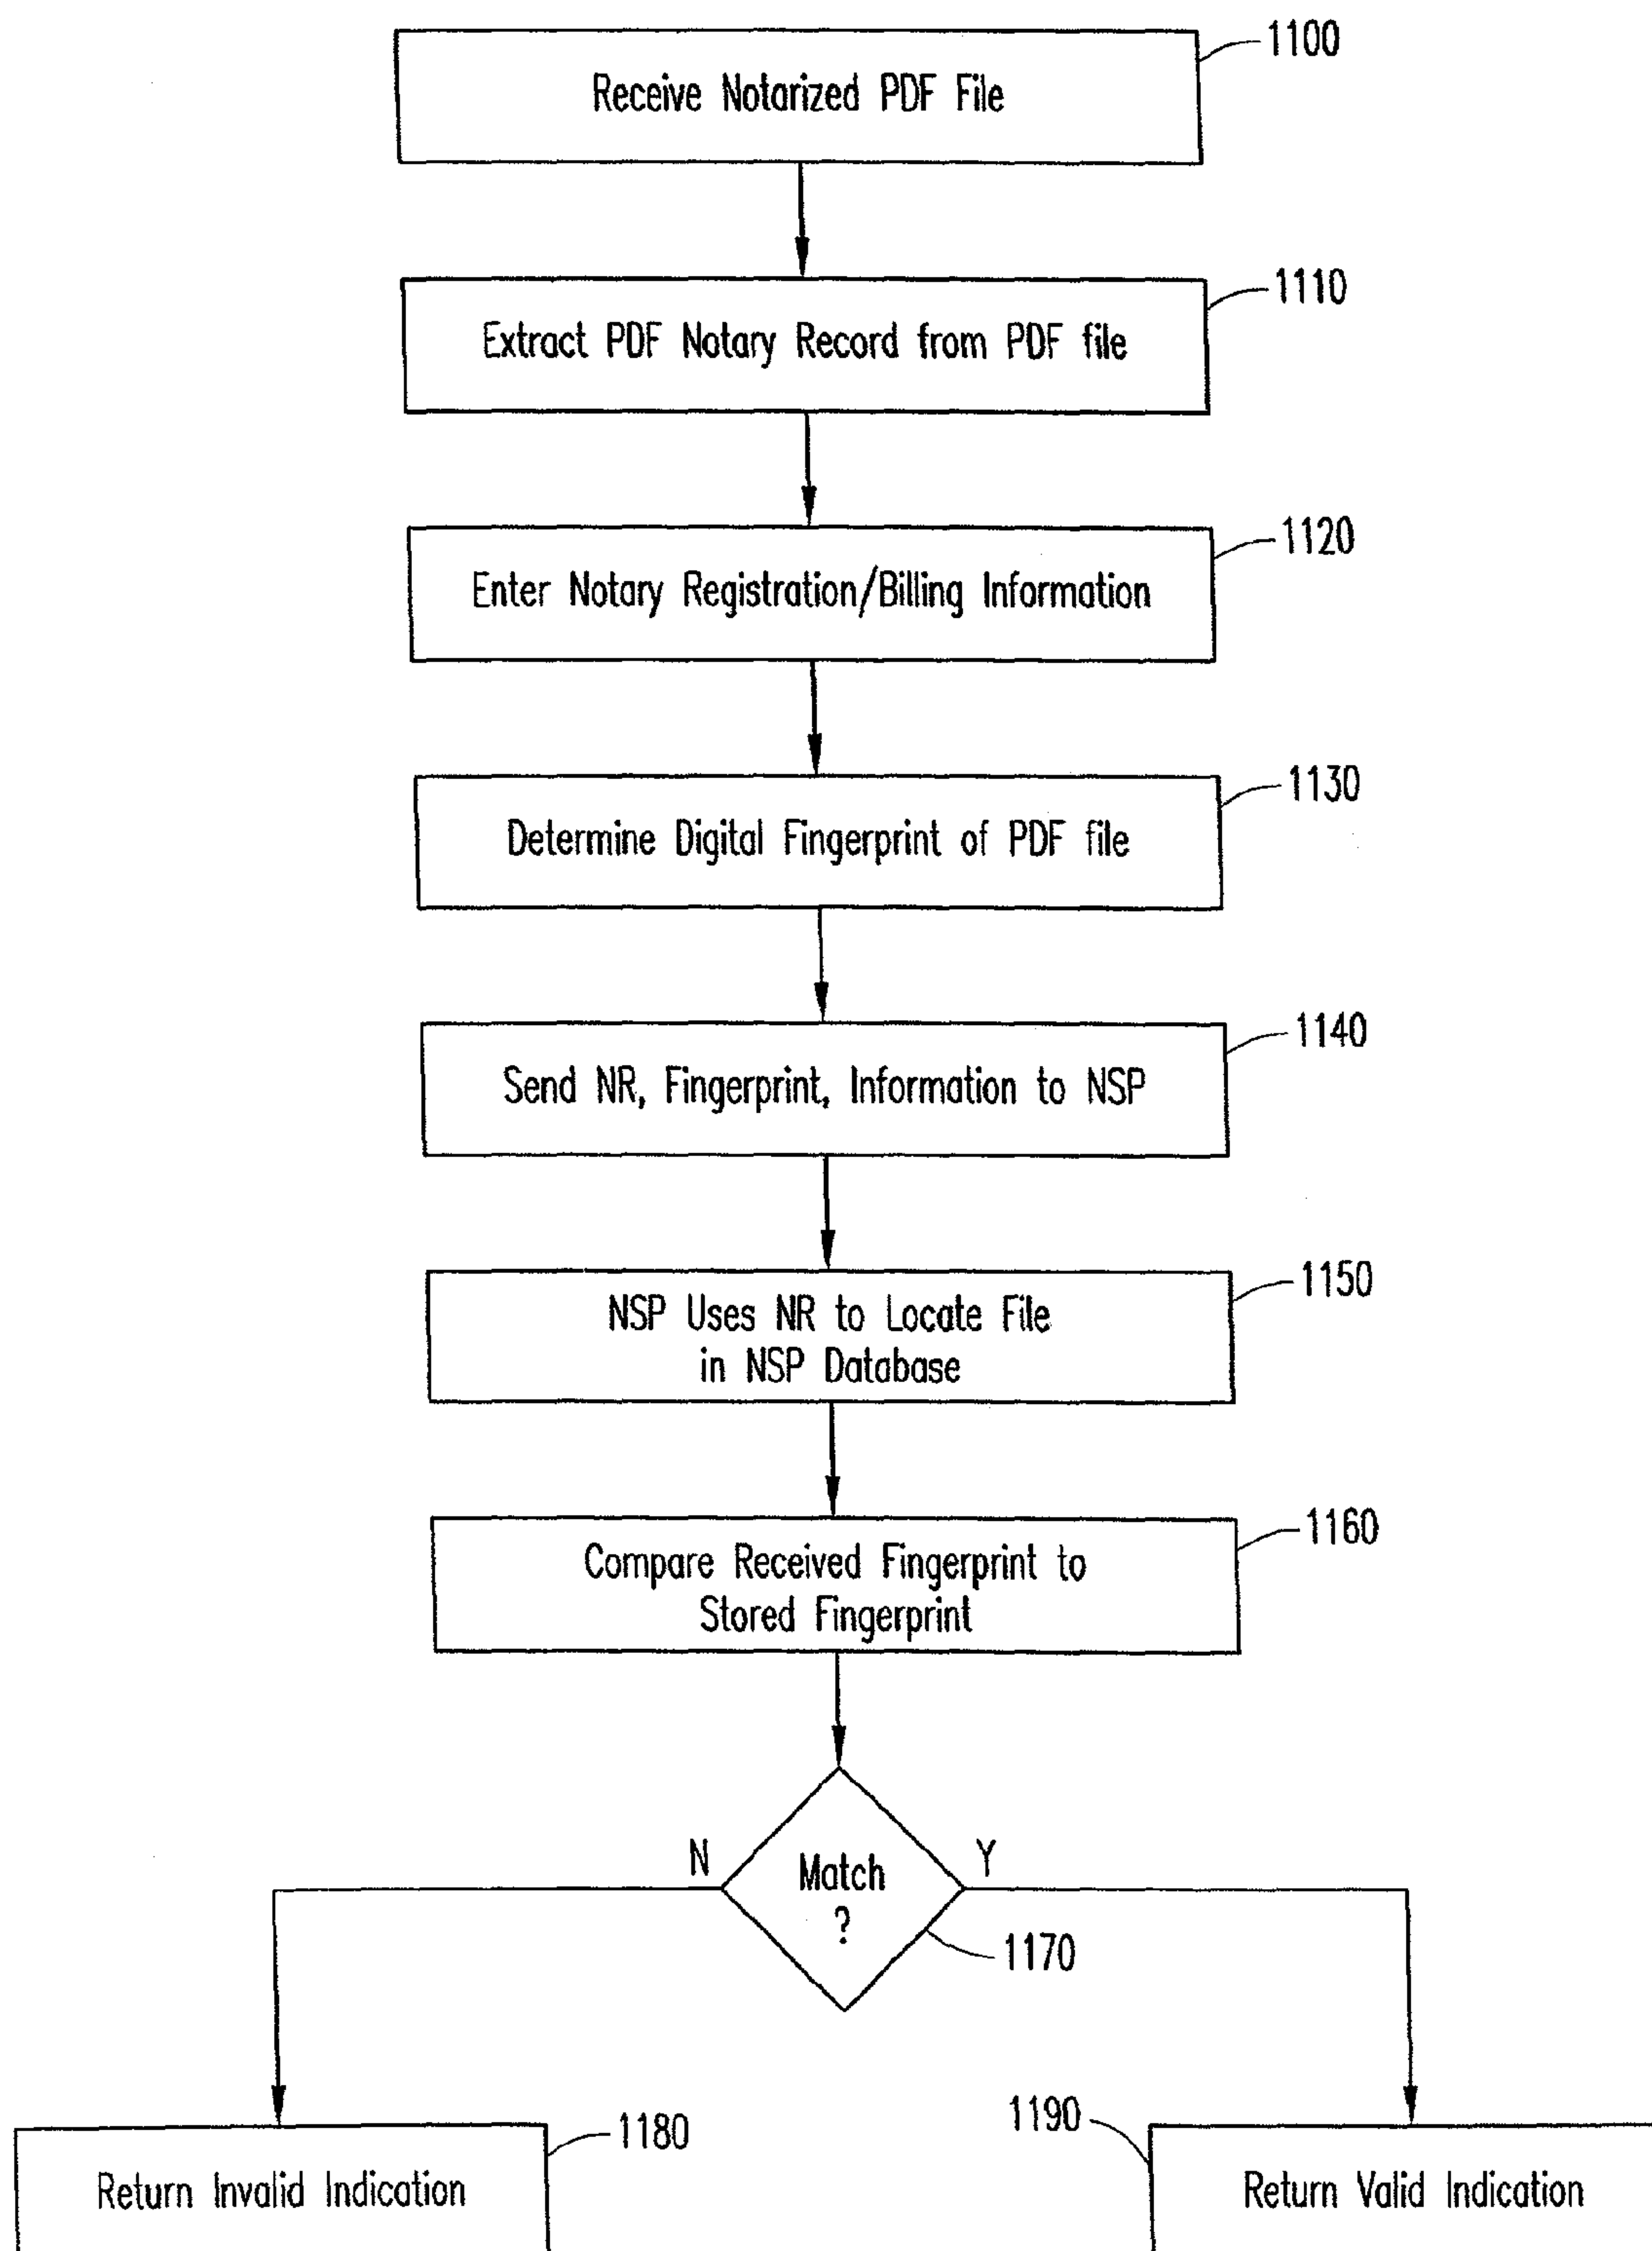 1100
Receive Notarized PDF File
1110
Extract PDF Notary Record from PDF file
1120
Enter Notary Registration/Billing Information
1130
Determine Digital Fingerprint of PDF file
1140
Send NR, Fingerprint, Information to NSP
1150
NSP Uses NR to Locate File
in NSP Database
1160
Compare Received Fingerprint to
Stored Fingerprint
N
Y
Match
?
1170
1180
1190
Return Invalid Indication
Return Valid Indication